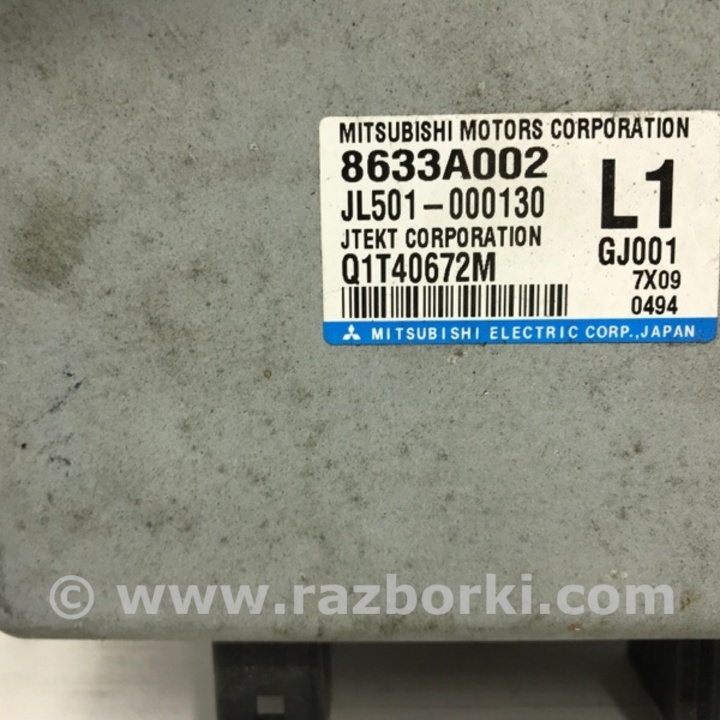 MITSUBISHI MOTORS CORPORATION
8633A002
L1
JL501-000130
JTEKT CORPORATION
GJ001
Q1T40672M
7X09
0494
MITSUBISHI ELECTRIC CORP.,JAPAN
© www.razborki.com